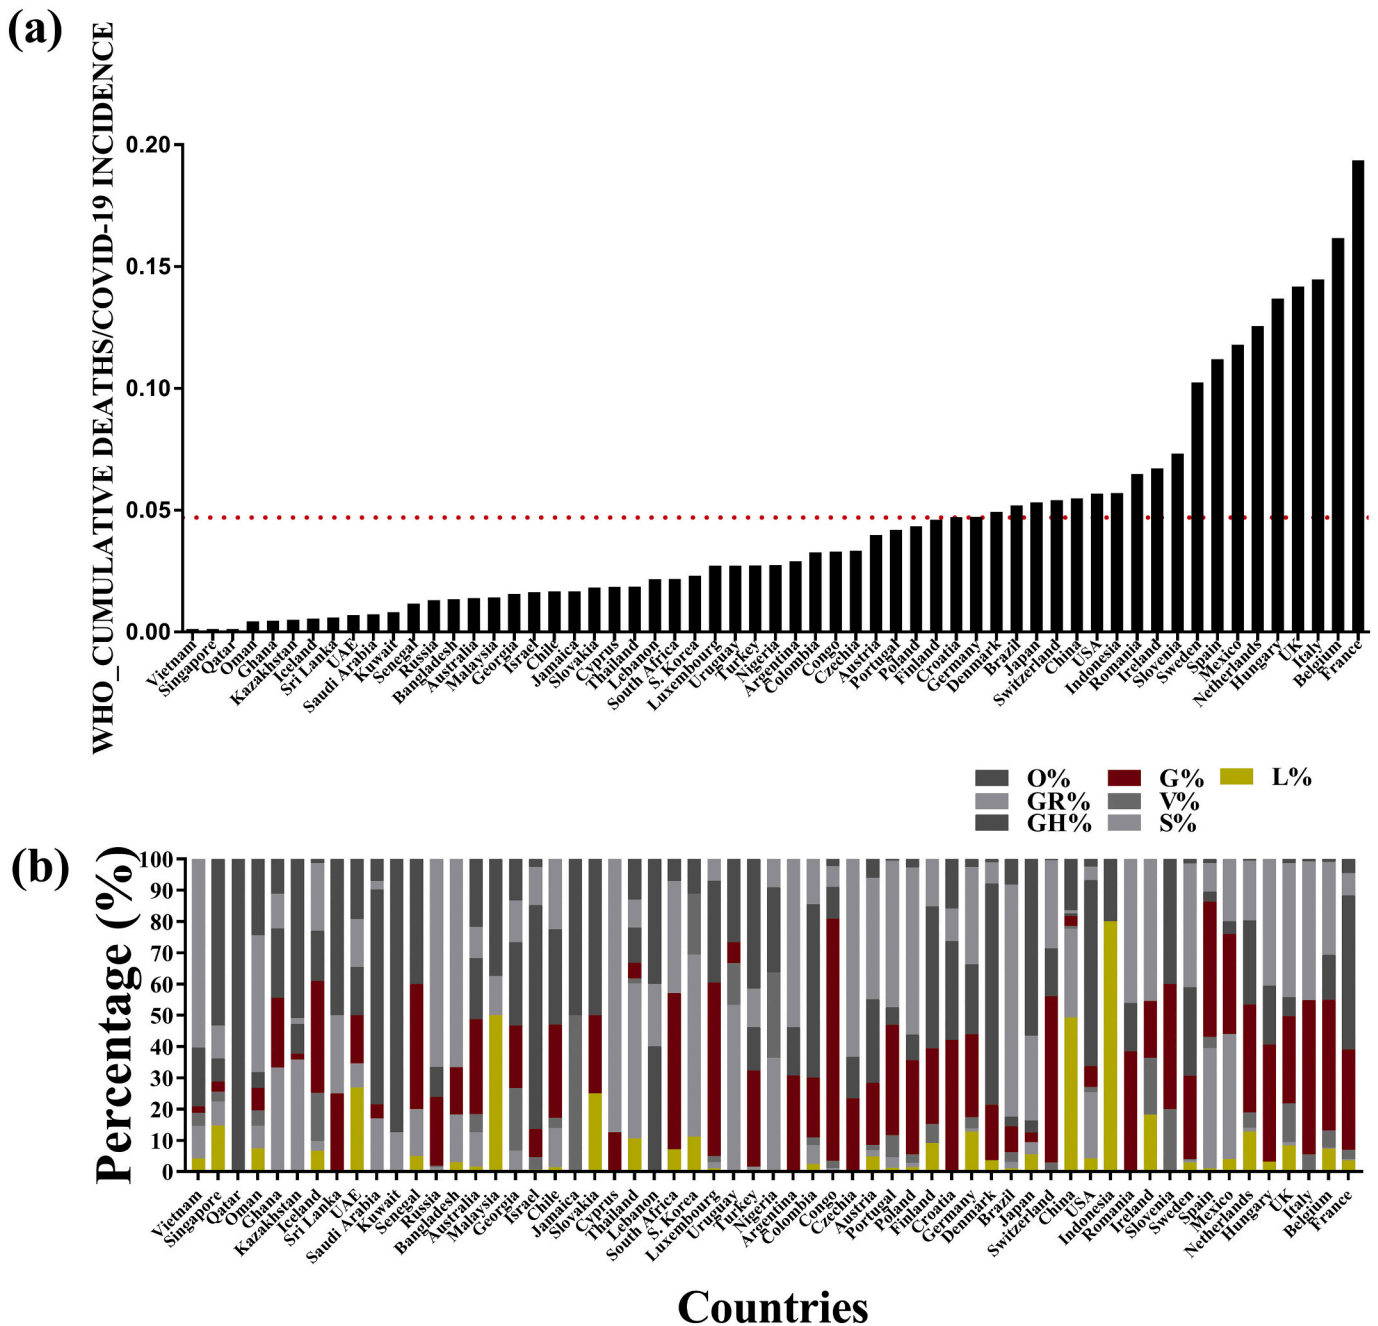 (a)
WHO_CUMULATIVE DEATHS/COVID-19 INCIDENCE
0.20
0.15
0.10
0.05
0.00
Vietnam
Singapore
Qatar
Oman
Ghana
Kazakhstan
Iceland
Sri Lanka
UAE
Saudi Arabia
Kuwait
Senegal
Russia
Bangladesh
Australia
Malaysia
Georgia
Israel
Chile
Jamaica
Slovakia
Cyprus
Thailand
Lebanon
South Africa
S. Korea
Luxembourg
Uruguay
Turkey
Nigeria
Argentina
Colombia
Congo
Czechia
Austria
Portugal
Poland
Finland
Croatia
Germany
Denmark
Brazil
Japan
Switzerland
China
USA
Indonesia
Romania
Ireland
Slovenia
Sweden
Spain
Mexico
Netherlands
Hungary
UK
Italy
Belgium
France
O% G% L%
GR% V%
GH% S%
(b)
Percentage (%)
100
90
80
70
60
50
40
30
20
10
0
Vietnam
Singapore
Qatar
Oman
Ghana
Kazakhstan
Iceland
Sri Lanka
UAE
Saudi Arabia
Kuwait
Senegal
Russia
Bangladesh
Australia
Malaysia
Georgia
Israel
Chile
Jamaica
Slovakia
Cyprus
Thailand
Lebanon
South Africa
S. Korea
Luxembourg
Uruguay
Turkey
Nigeria
Argentina
Colombia
Congo
Czechia
Austria
Portugal
Poland
Finland
Croatia
Germany
Denmark
Brazil
Japan
Switzerland
China
USA
Indonesia
Romania
Ireland
Slovenia
Sweden
Spain
Mexico
Netherlands
Hungary
UK
Italy
Belgium
France
Countries